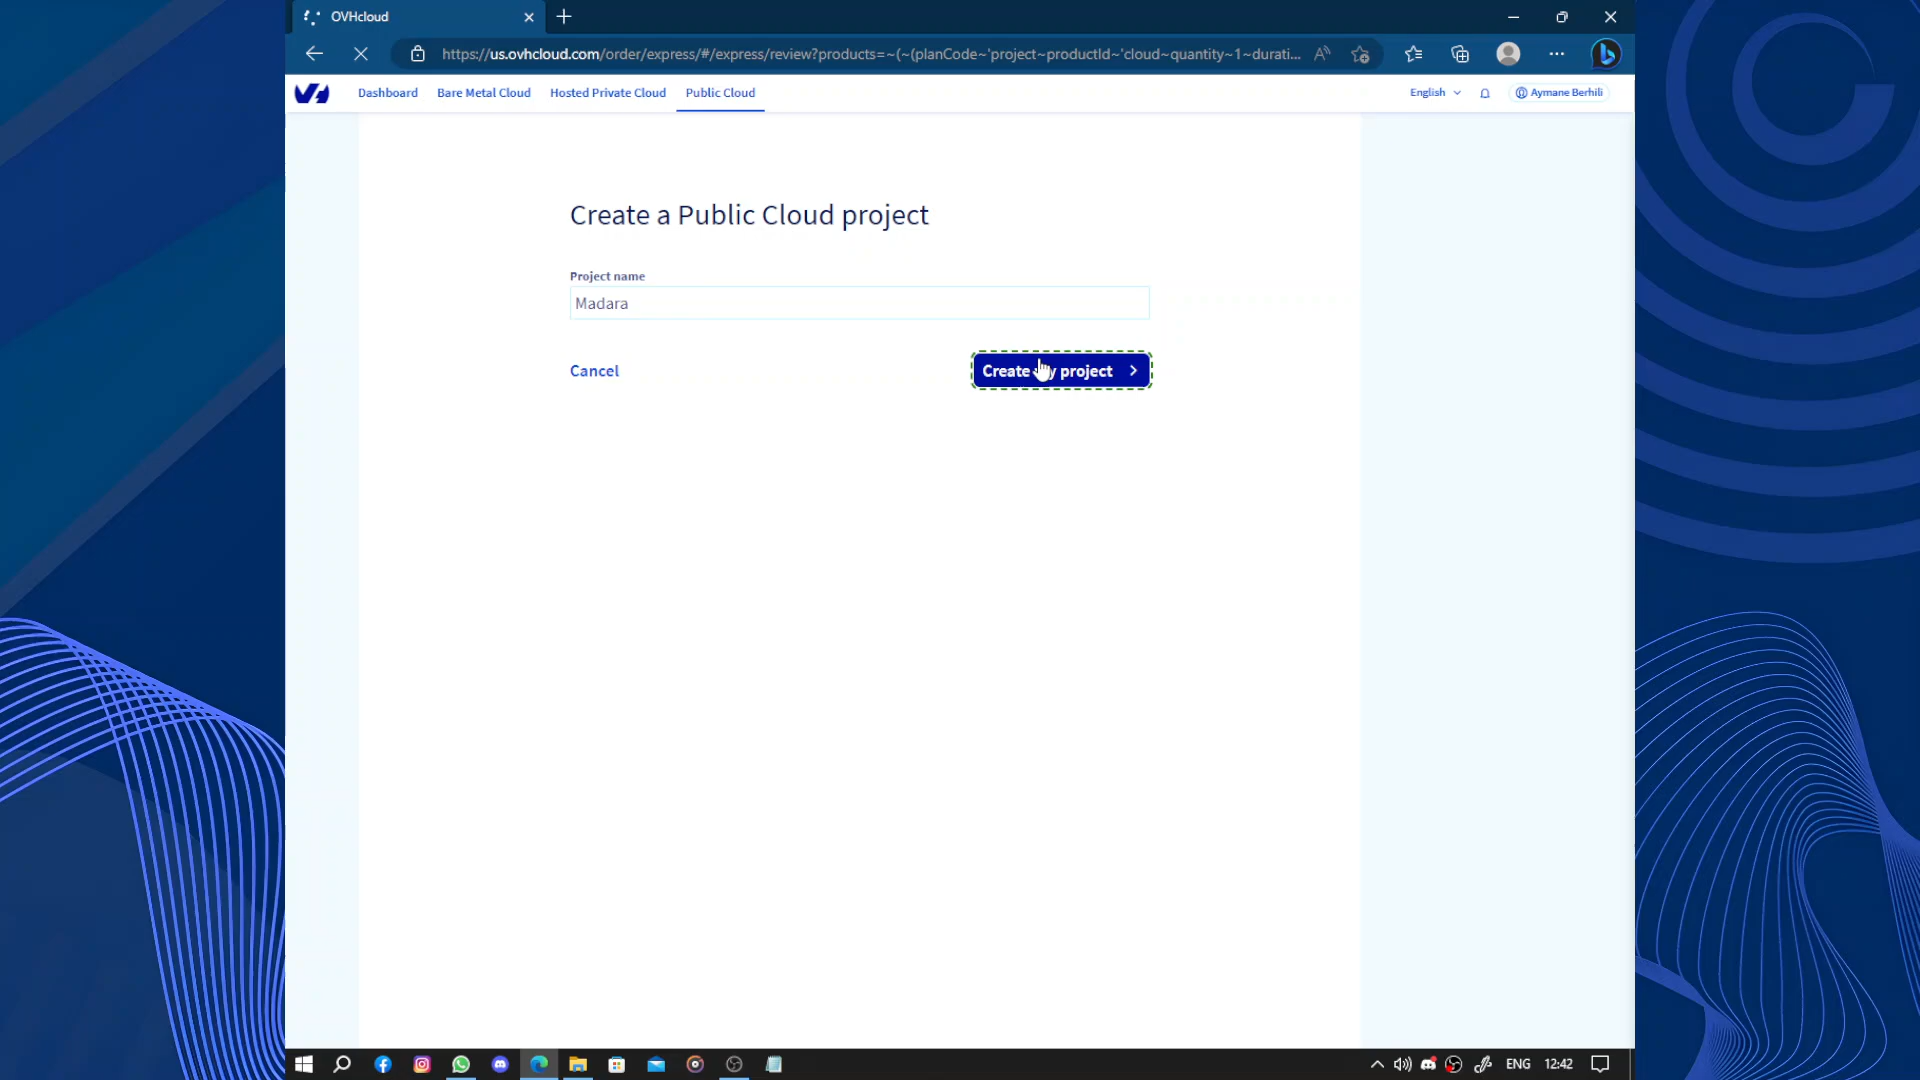 OVHcloud
https://us.ovhcloud.com/order/express/#/express/review?products=~(~(planCode~'project~productId~'cloud~quantity~1~durati...
Dashboard Bare Metal Cloud Hosted Private Cloud Public Cloud English Aymane Berhili
Create a Public Cloud project
Project name
Madara
Cancel Create my project
ENG 12:42